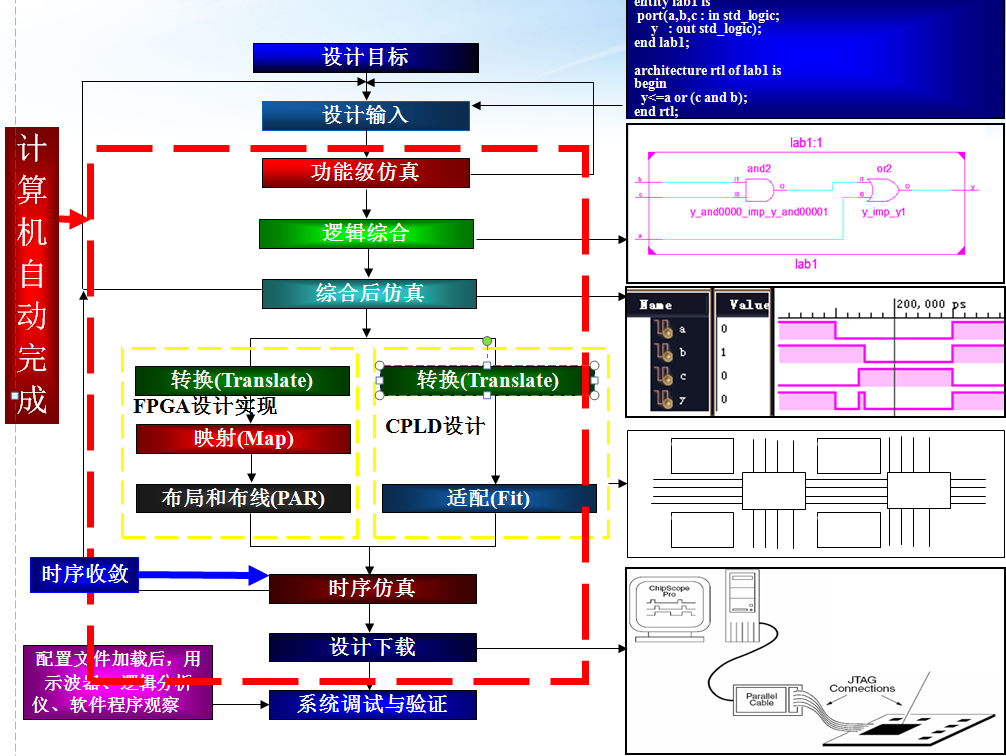 设计目标
设计输入
功能级仿真
逻辑综合
综合后仿真
计
算
机
自
动
完
成
转换(Translate)
FPGA设计实现
映射(Map)
布局和布线(PAR)
转换(Translate)
CPLD设计
适配(Fit)
时序收敛
时序仿真
设计下载
配置文件加载后，用
示波器、逻辑分析
仪、软件程序观察
系统调试与验证
entity lab1 is
port(a,b,c : in std_logic;
y : out std_logic);
end lab1;
architecture rtl of lab1 is
begin
y<=a or (c and b);
end rtl;
lab1:1
and2
or2
b
c
I1
I0
O
I1
I0
O
y
y_and0000_imp_y_and00001
y_imp_y1
a
lab1
Name
Value
200,000 ps
a
0
b
1
c
0
y
0
ChipScope
Pro
Parallel
Cable
JTAG
Connections